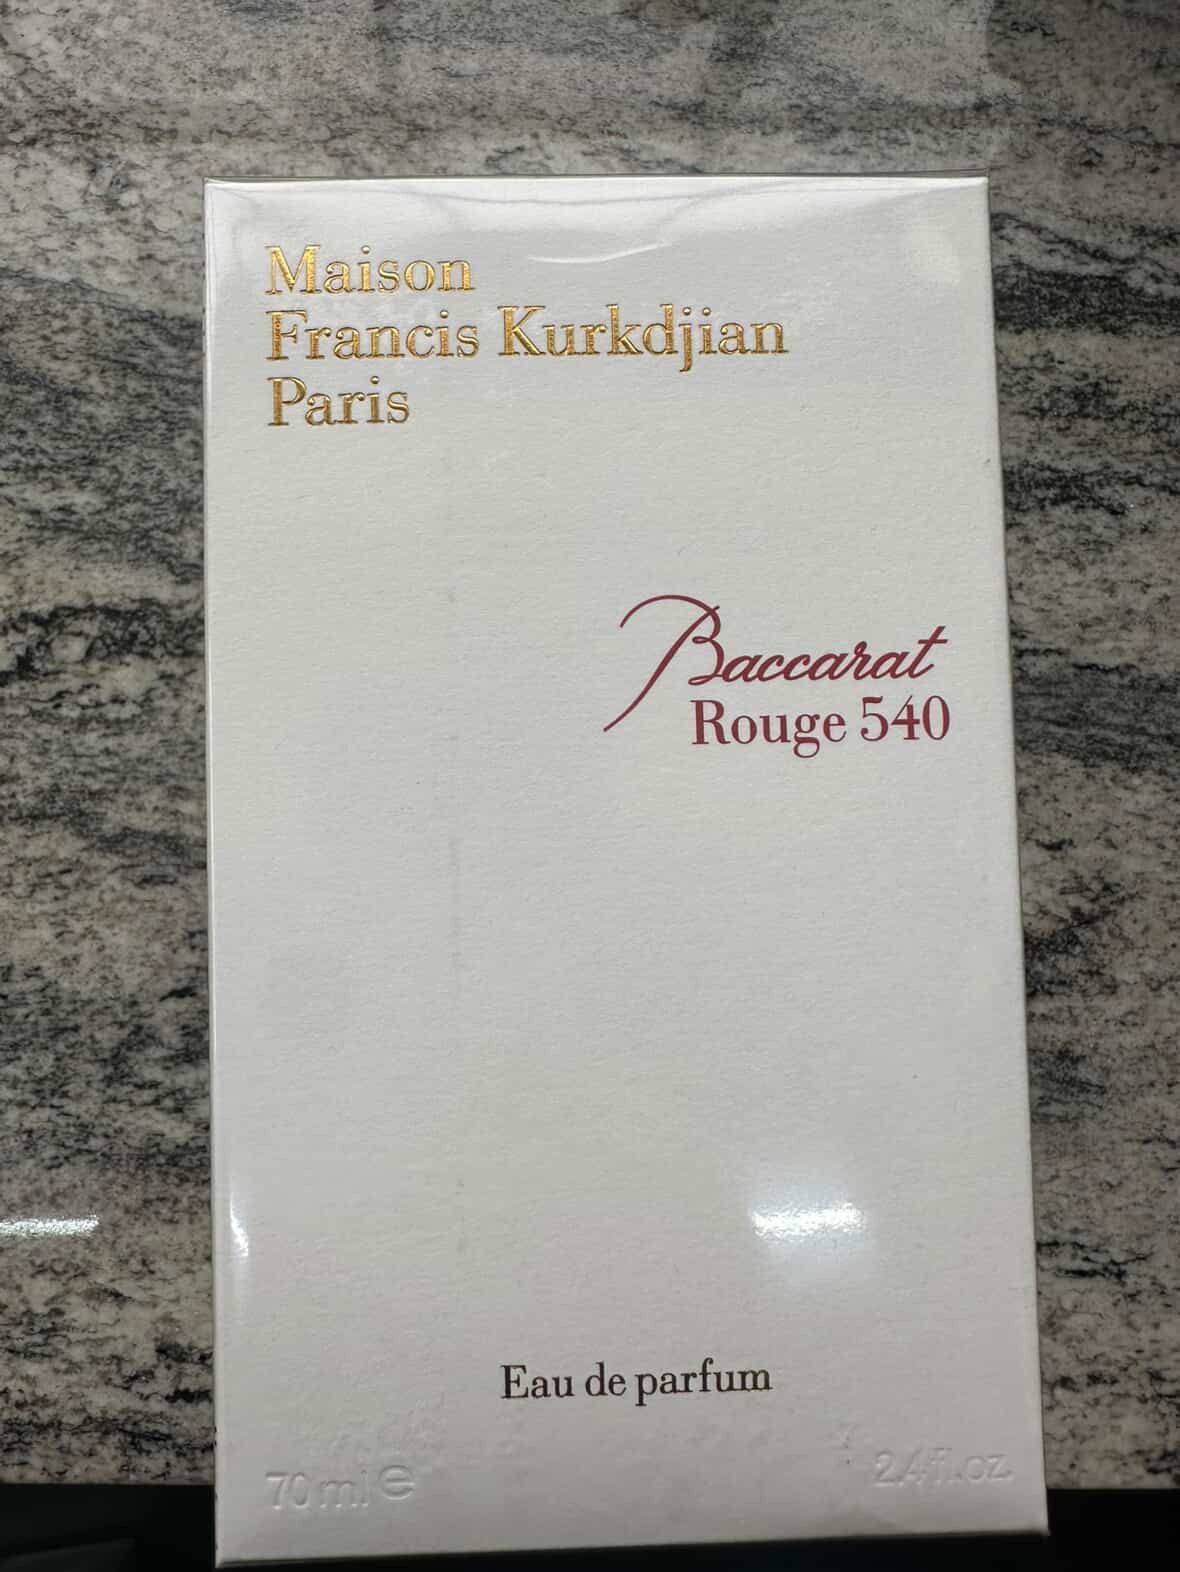 Maison
Francis Kurkdjian
Paris
Baccarat
Rouge 540
Eau de parfum
70 ml ℮
2.4 fl.oz.